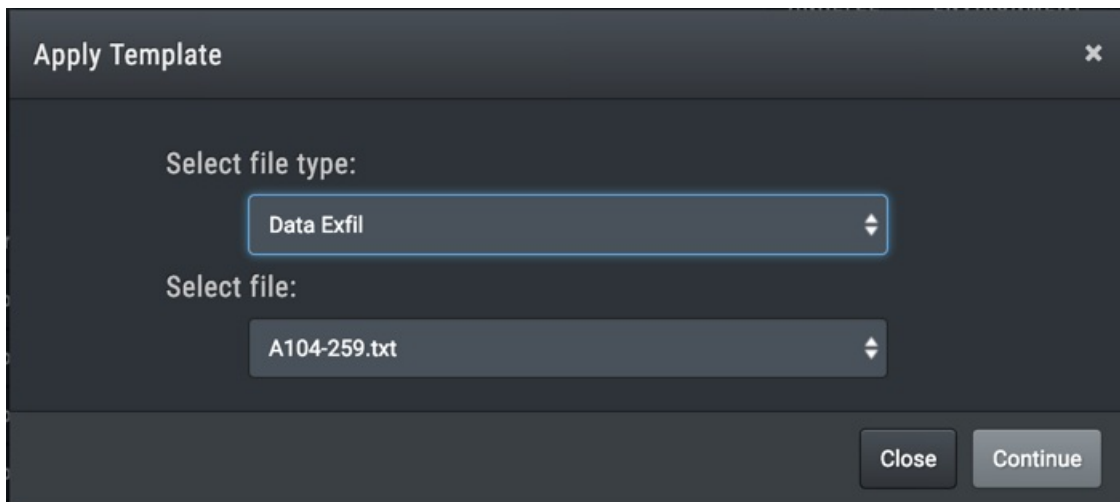 Apply Template ×
Select file type:
Data Exfil
Select file:
A104-259.txt
Close Continue